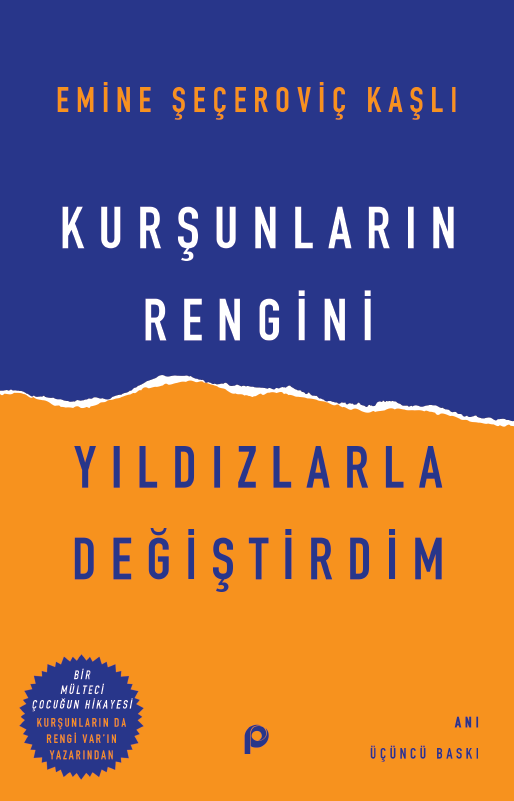 EMİNE ŞEÇEROVİÇ KAŞLI
KURŞUNLARIN
RENGİNİ
YILDIZLARLA
DEĞİŞTİRDİM
BİR
MÜLTECİ
ÇOCUĞUN HİKAYESİ
KURŞUNLARIN DA
RENGİ VAR'IN
YAZARINDAN
p
ANI
ÜÇÜNCÜ BASKI